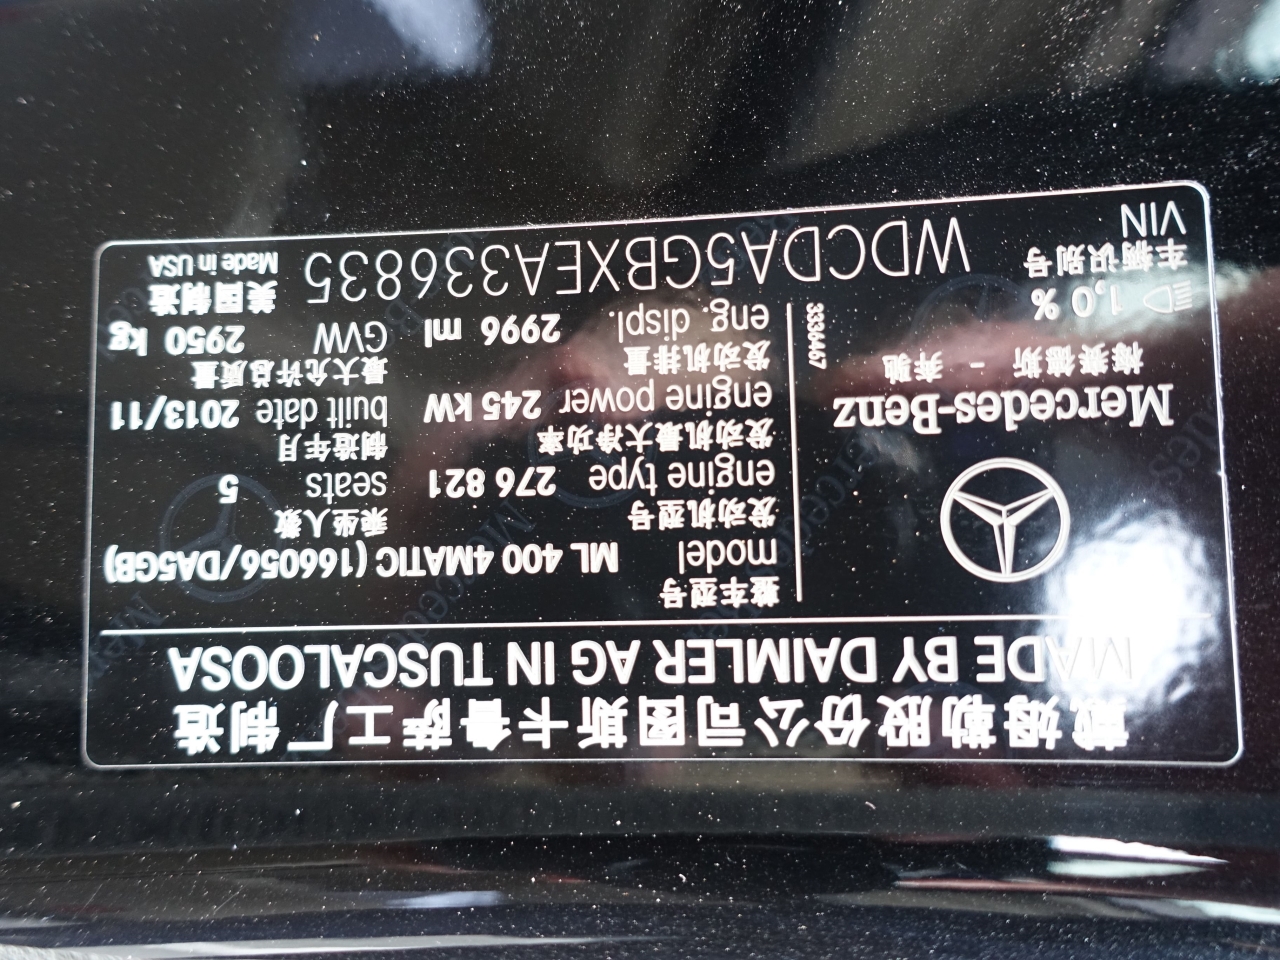 戴姆勒股份公司图斯卡鲁萨工厂制造
MADE BY DAIMLER AG IN TUSCALOOSA
Mercedes-Benz
梅赛德斯 - 奔驰
1,0 %
3336467
整车型号
model ML 400 4MATIC (166056/DA5GB)
发动机型号 乘坐人数
engine type 276 821 seats 5
发动机最大净功率 制造年月
engine power 245 kW built date 2013/11
发动机排量 最大允许总质量
eng. displ. 2996 ml GVW 2950 kg
车辆识别号 美国制造
VIN WDCDA5GBXEA336835 Made in USA